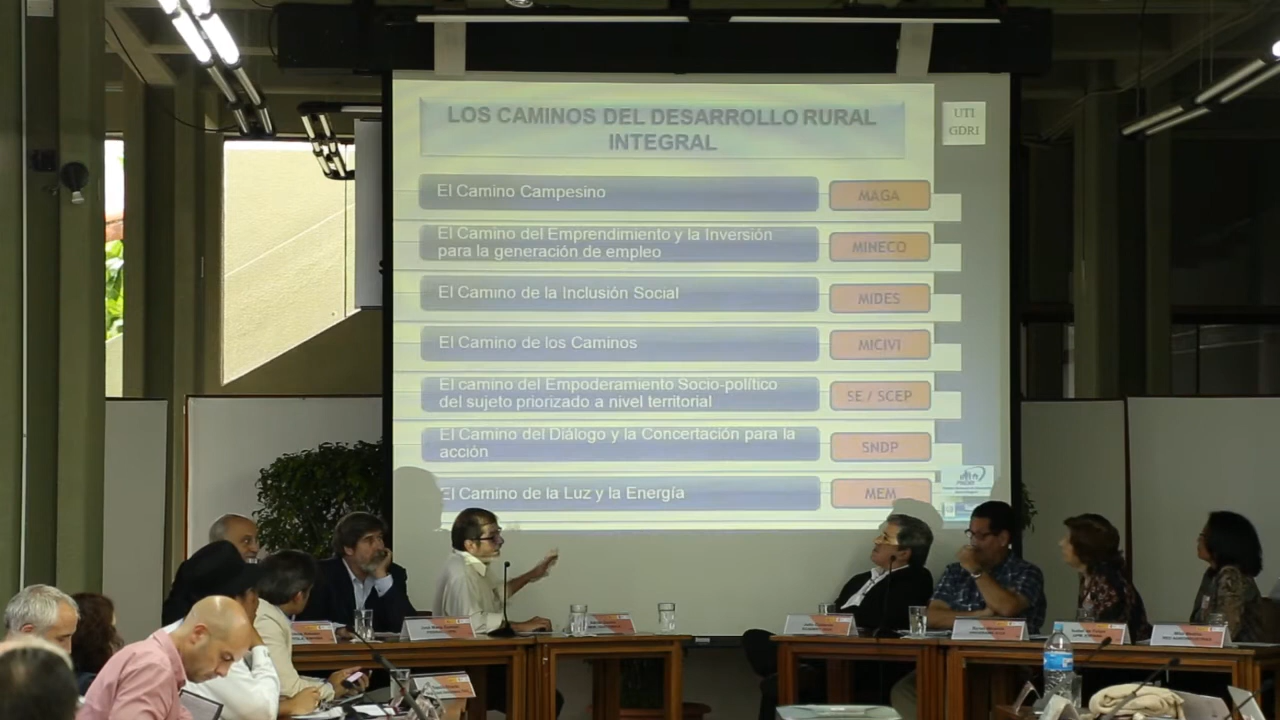 LOS CAMINOS DEL DESARROLLO RURAL
INTEGRAL
UTI
GDRI
El Camino Campesino
MAGA
El Camino del Emprendimiento y la Inversión
para la generación de empleo
MINECO
El Camino de la Inclusión Social
MIDES
El Camino de los Caminos
MICIVI
El camino del Empoderamiento Socio-político
del sujeto priorizado a nivel territorial
SE / SCEP
El Camino del Diálogo y la Concertación para la
acción
SNDP
El Camino de la Luz y la Energía
MEM